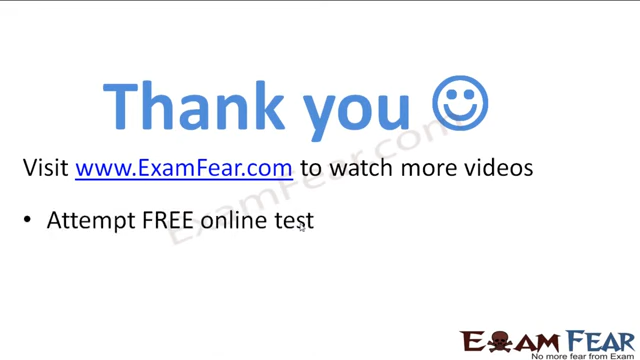 Thank you ☺
Visit www.ExamFear.com to watch more videos
• Attempt FREE online test
ExamFear.com
EXAM FEAR
No more fear from Exam